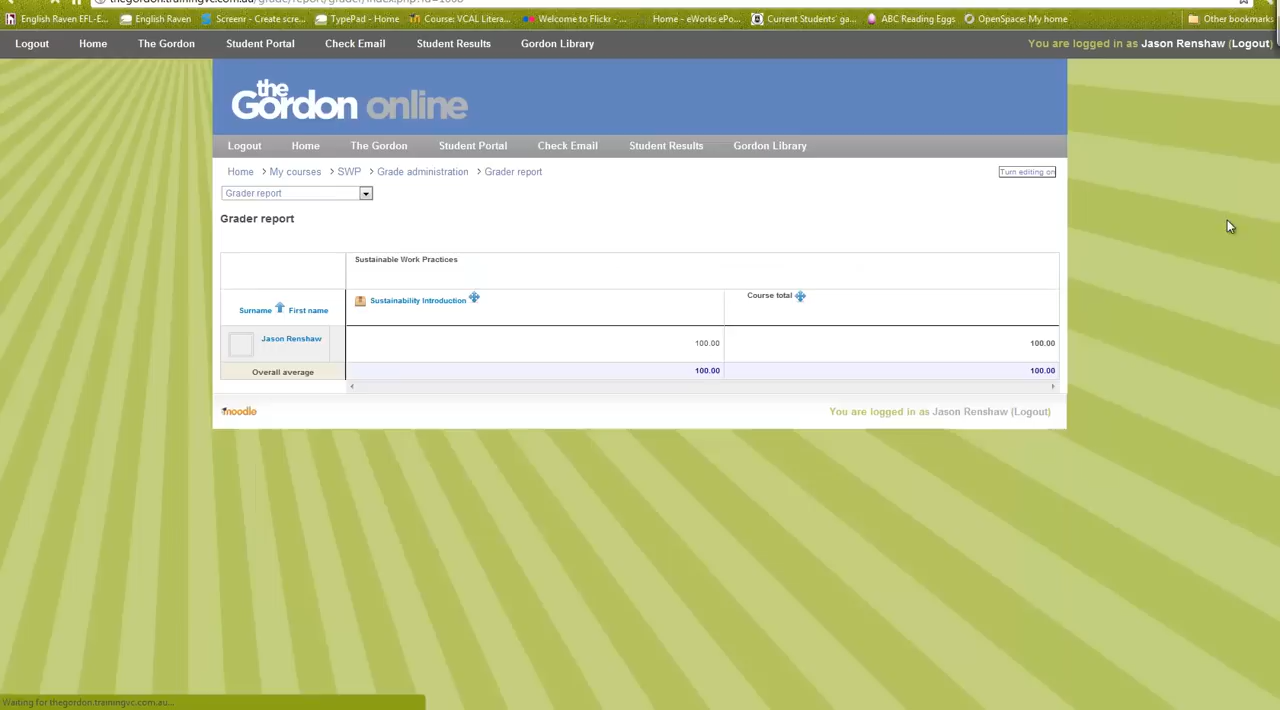 English Raven EFL-E... English Raven Screenr - Create scre... TypePad - Home Course: VCAL Litera... Welcome to Flickr - ... Home - eWorks ePo... Current Students' ga... ABC Reading Eggs OpenSpace: My home Other bookmarks
Logout Home The Gordon Student Portal Check Email Student Results Gordon Library You are logged in as Jason Renshaw (Logout)
the
Gordon online
Logout Home The Gordon Student Portal Check Email Student Results Gordon Library
Home My courses SWP Grade administration Grader report Turn editing on
Grader report
Grader report
Sustainable Work Practices
Surname First name Sustainability Introduction Course total
Jason Renshaw 100.00 100.00
Overall average 100.00 100.00
moodle You are logged in as Jason Renshaw (Logout)
Waiting for thegordon.trainingvc.com.au...